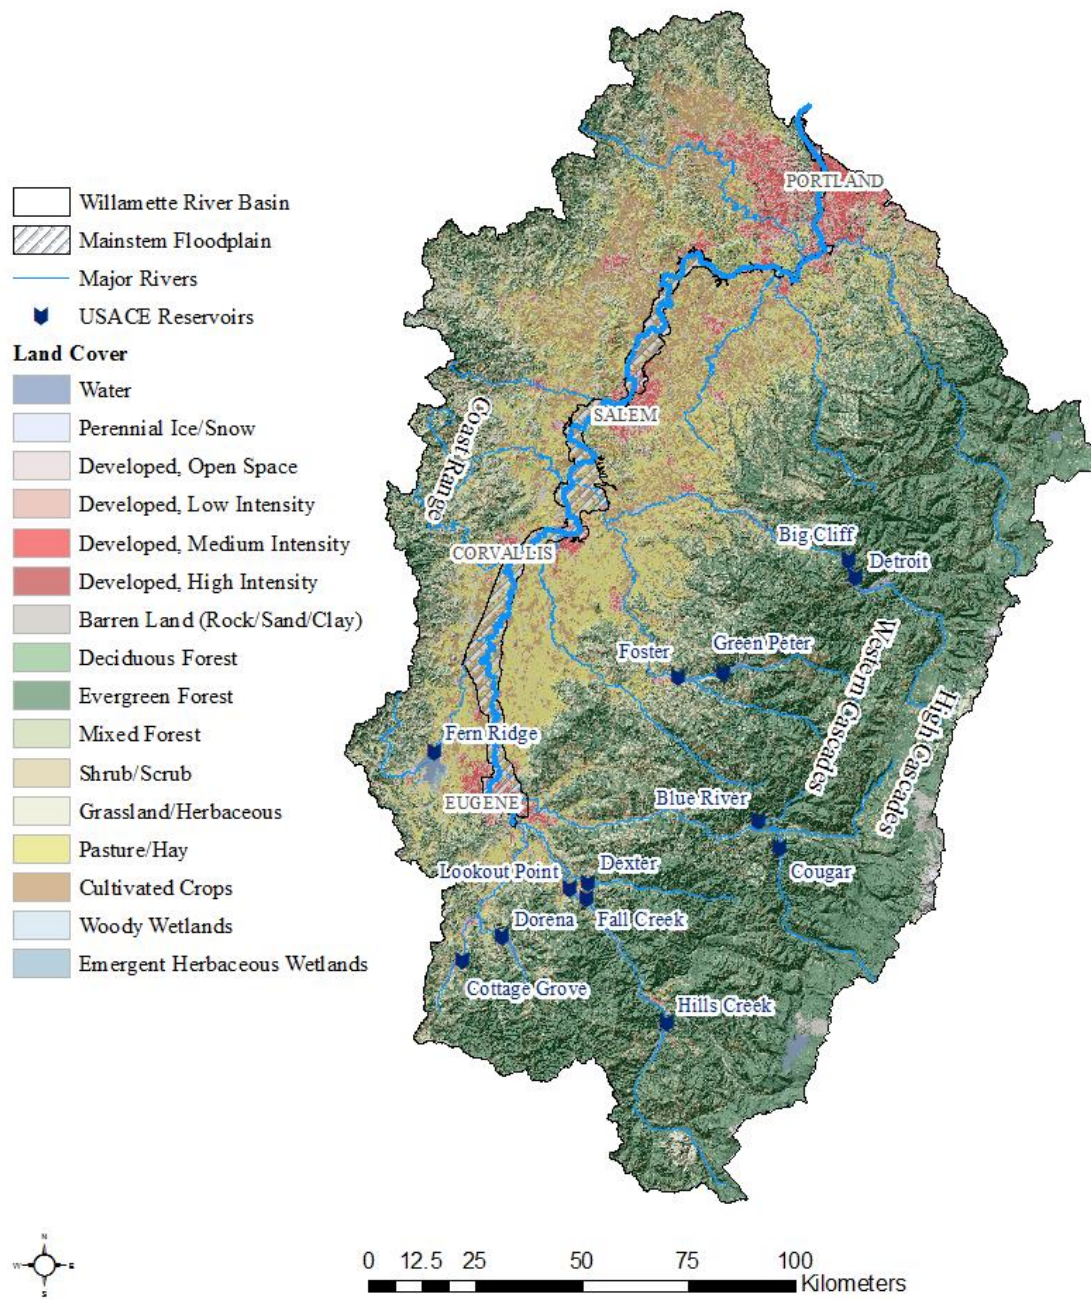 Willamette River Basin
Mainstem Floodplain
Major Rivers
USACE Reservoirs
Land Cover
Water
Perennial Ice/Snow
Developed, Open Space
Developed, Low Intensity
Developed, Medium Intensity
Developed, High Intensity
Barren Land (Rock/Sand/Clay)
Deciduous Forest
Evergreen Forest
Mixed Forest
Shrub/Scrub
Grassland/Herbaceous
Pasture/Hay
Cultivated Crops
Woody Wetlands
Emergent Herbaceous Wetlands
PORTLAND
SALEM
Coast Range
CORVALLIS
Big Cliff
Detroit
Green Peter
Foster
Western Cascades
High Cascades
Fern Ridge
EUGENE
Blue River
Cougar
Lookout Point
Dexter
Fall Creek
Dorena
Cottage Grove
Hills Creek
N
W E
S
0 12.5 25 50 75 100
Kilometers